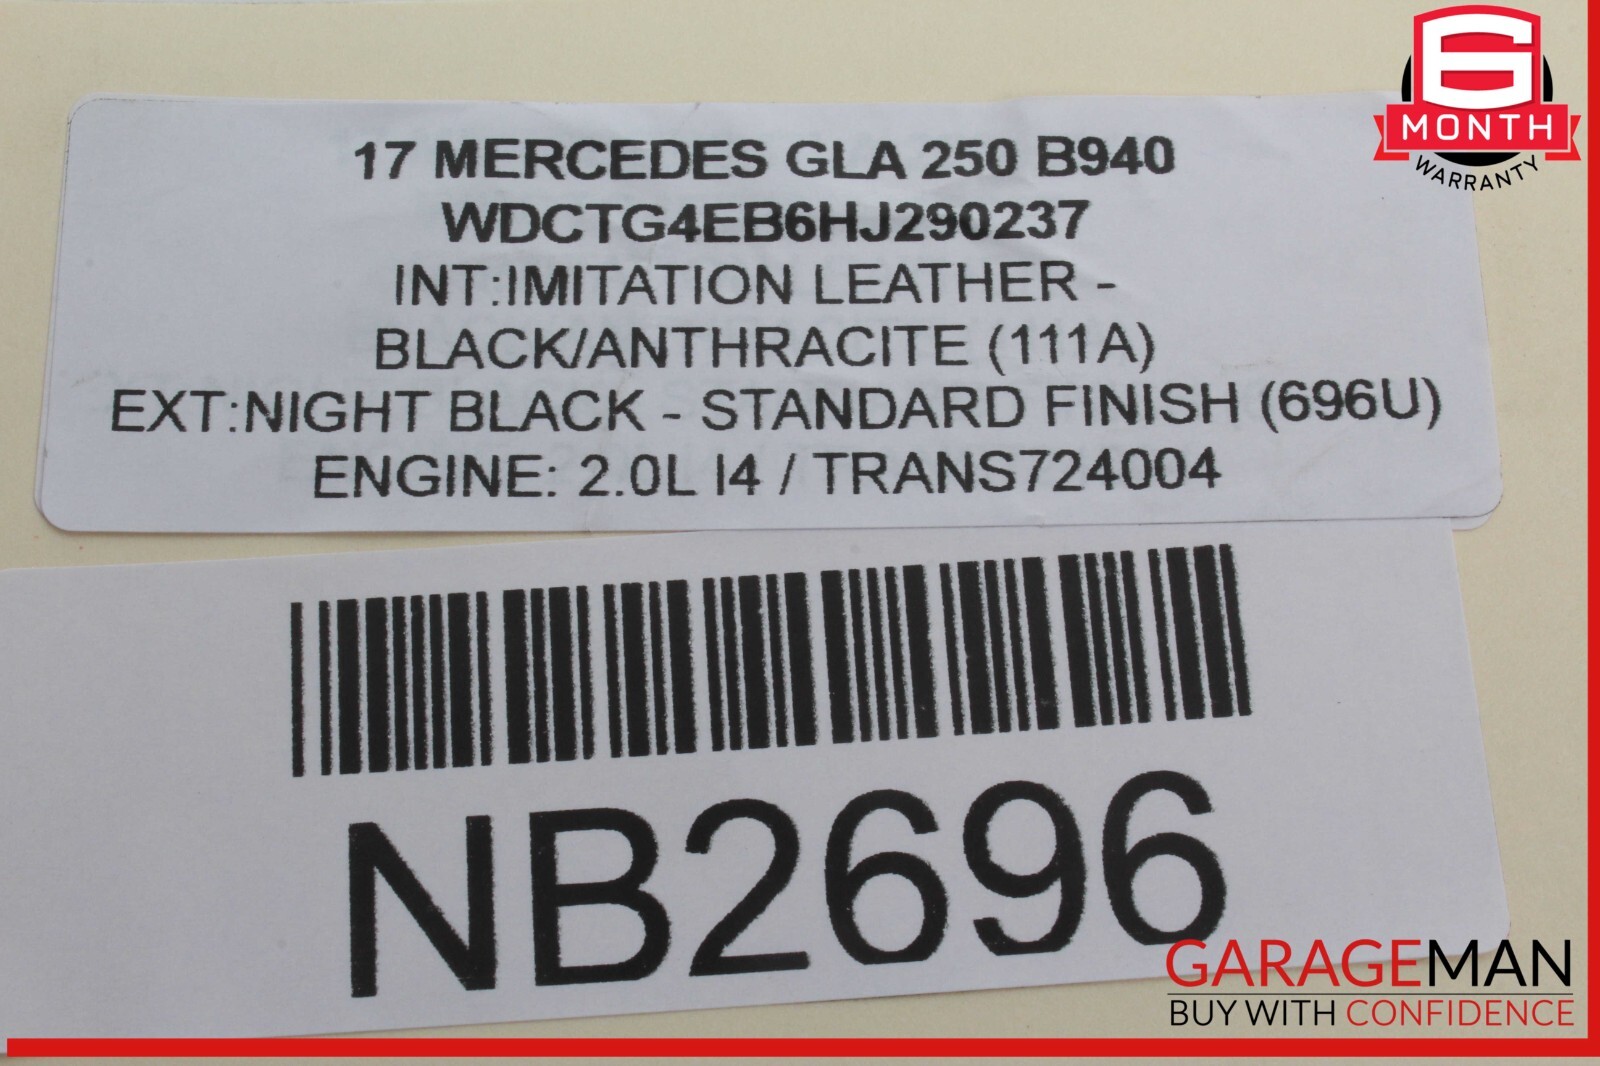 6
MONTH
WARRANTY
17 MERCEDES GLA 250 B940
WDCTG4EB6HJ290237
INT:IMITATION LEATHER -
BLACK/ANTHRACITE (111A)
EXT:NIGHT BLACK - STANDARD FINISH (696U)
ENGINE: 2.0L I4 / TRANS724004
NB2696
GARAGEMAN
BUY WITH CONFIDENCE